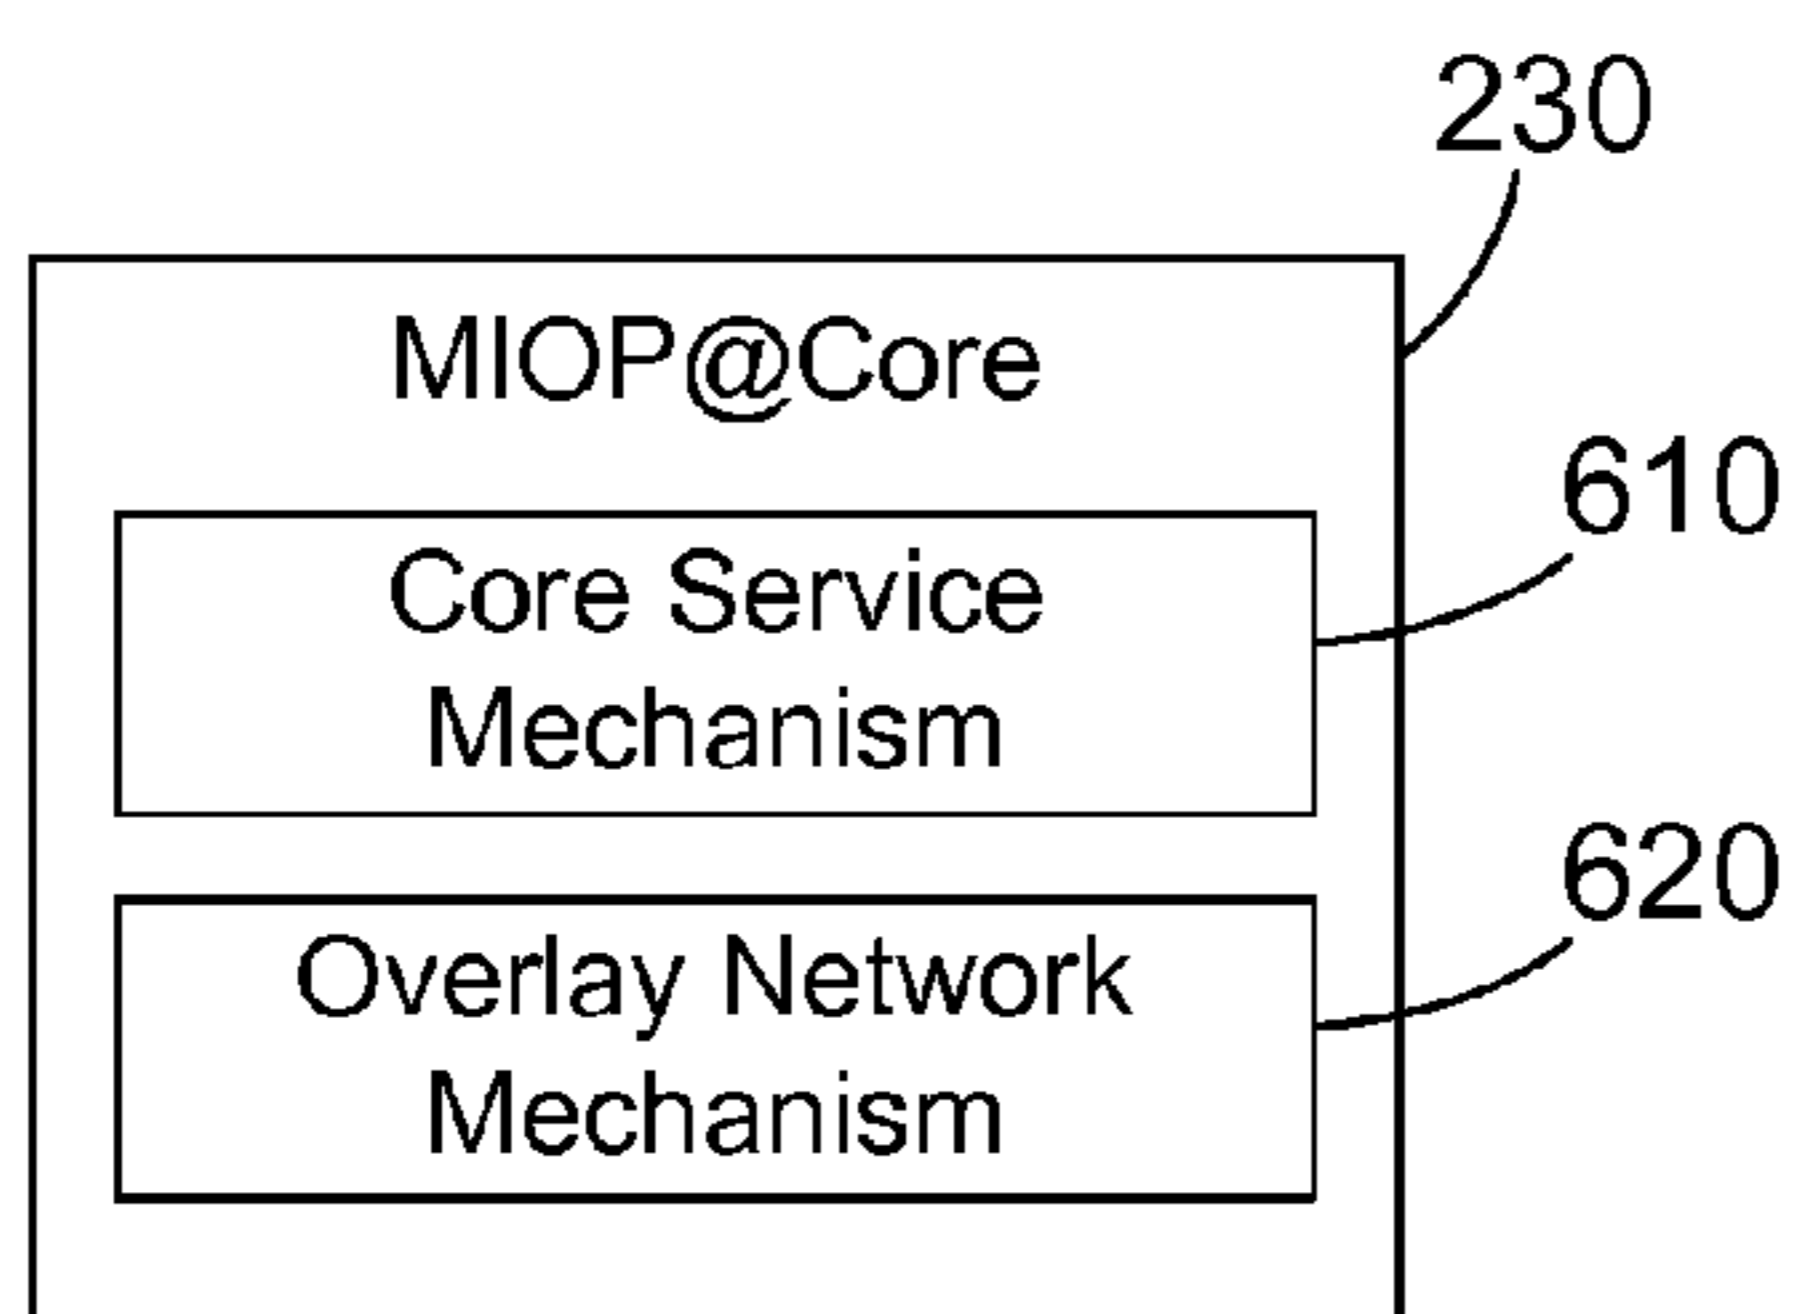 230
MIOP@Core
610
Core Service
Mechanism
620
Overlay Network
Mechanism